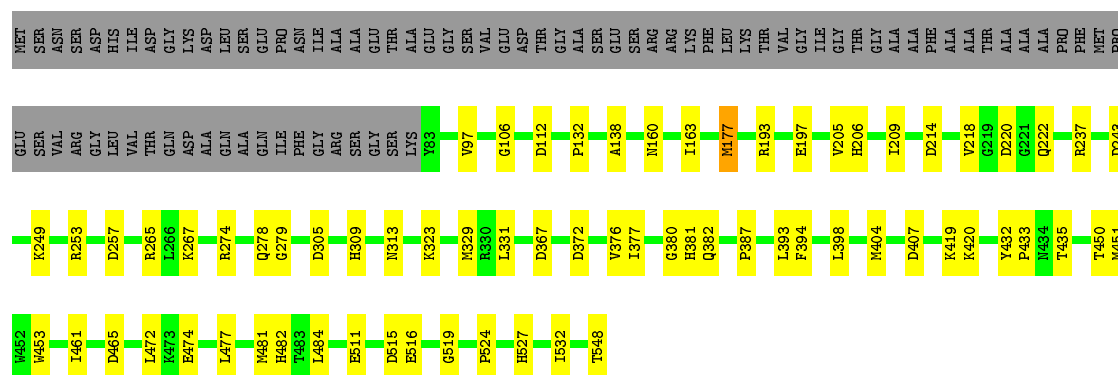 MET SER ASN SER ASP HIS ILE ASP GLY LYS ASP LEU SER GLU PRO ASN ILE ALA ALA GLU THR ALA GLU GLY SER VAL GLU ASP THR GLY ALA SER GLU SER ARG ARG LYS PHE LEU LYS THR VAL GLY ILE GLY THR GLY ALA ALA PHE ALA ALA THR ALA ALA ALA PRO PHE MET PRO
GLU SER VAL ARG GLY LEU VAL THR GLN ASP ALA GLN ALA GLN ILE PHE GLY ARG SER GLY SER LYS Y83 V97 G106 D112 P132 A138 N160 I163 M177 R193 E197 V205 H206 I209 D214 V218 G219 D220 G221 Q222 R237 D242
K249 R253 D257 R265 L266 K267 R274 Q278 G279 D305 H309 N313 K323 M329 R330 L331 D367 D372 V376 I377 G380 H381 Q382 P387 L393 F394 L398 M404 D407 K419 K420 Y432 P433 N434 T435 T450 M451
W452 W453 I461 D465 L472 K473 E474 L477 M481 H482 T483 L484 E511 D515 E516 G519 P524 H527 I532 T548